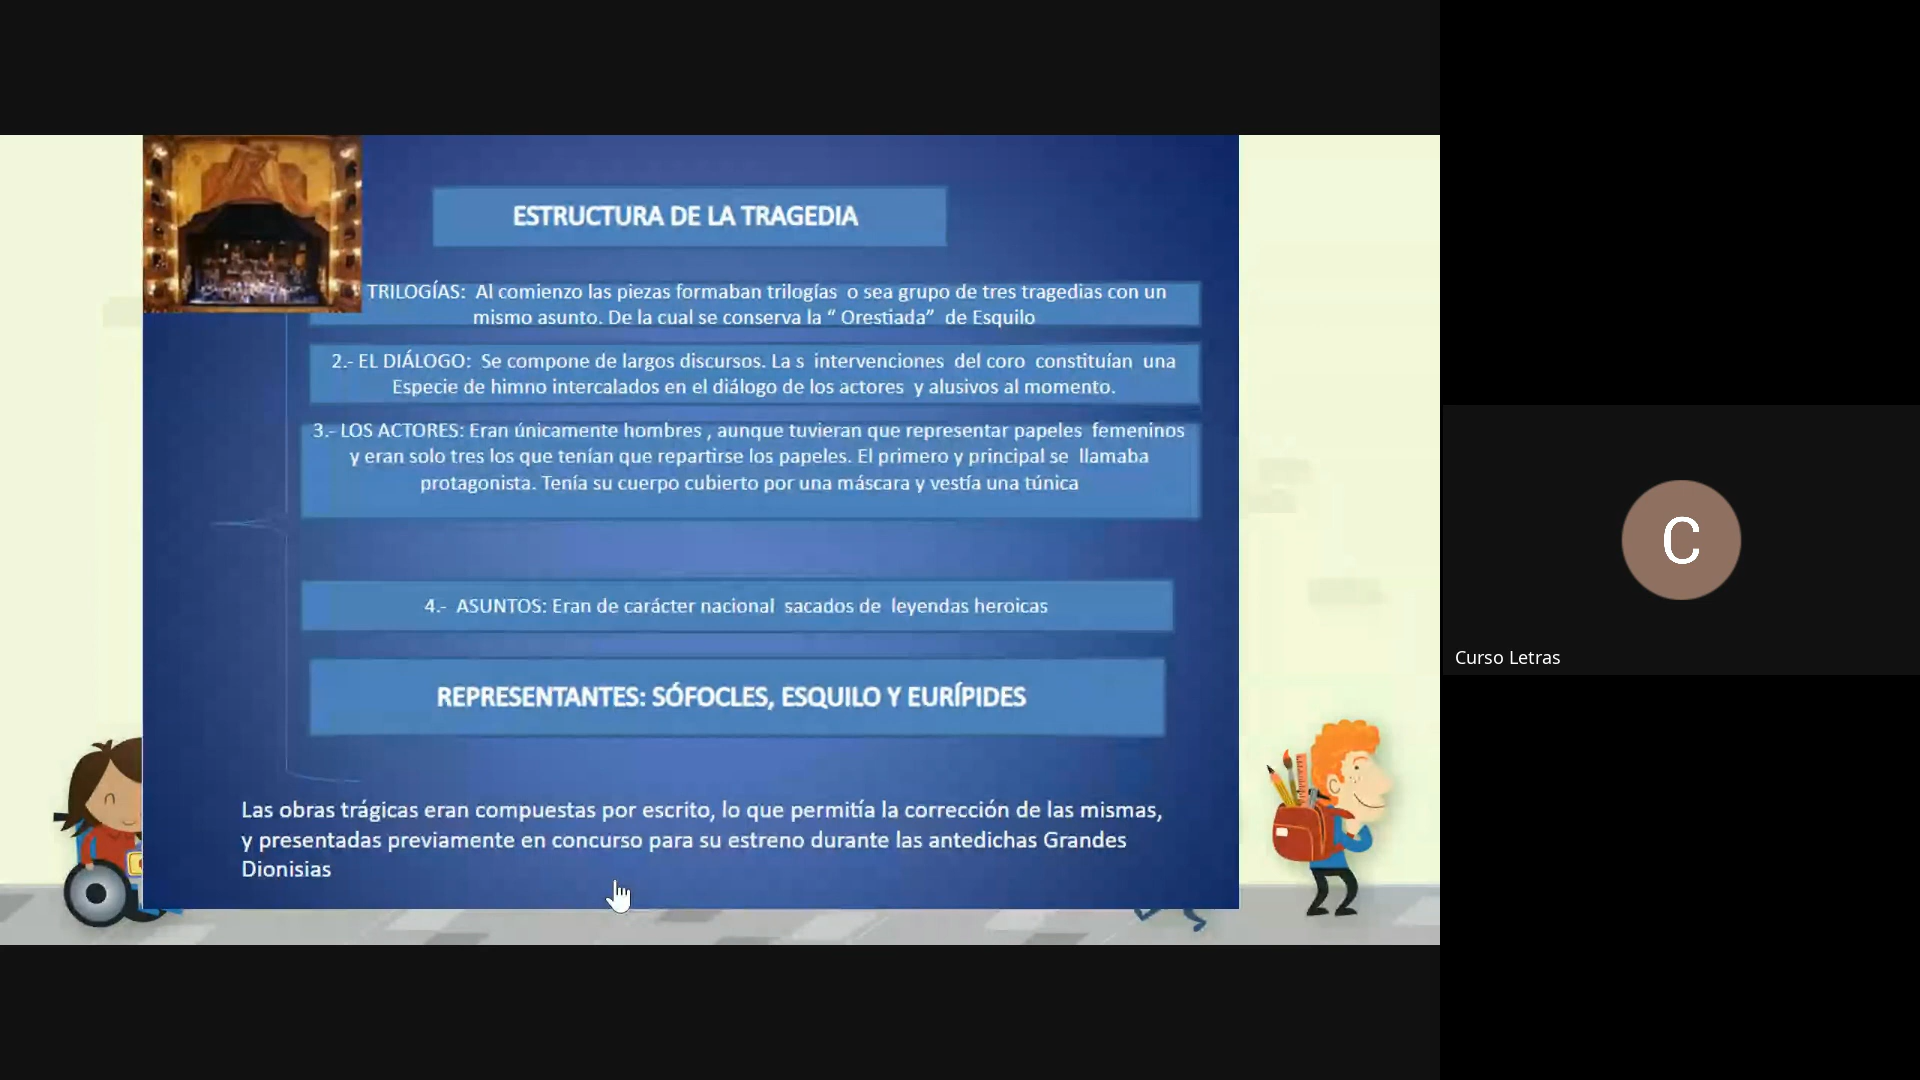 ESTRUCTURA DE LA TRAGEDIA
TRILOGÍAS: Al comienzo las piezas formaban trilogías o sea grupo de tres tragedias con un
mismo asunto. De la cual se conserva la “ Orestiada” de Esquilo
2.- EL DIÁLOGO: Se compone de largos discursos. La s intervenciones del coro constituían una
Especie de himno intercalados en el diálogo de los actores y alusivos al momento.
3.- LOS ACTORES: Eran únicamente hombres , aunque tuvieran que representar papeles femeninos
y eran solo tres los que tenían que repartirse los papeles. El primero y principal se llamaba
protagonista. Tenía su cuerpo cubierto por una máscara y vestía una túnica
4.- ASUNTOS: Eran de carácter nacional sacados de leyendas heroicas
REPRESENTANTES: SÓFOCLES, ESQUILO Y EURÍPIDES
Las obras trágicas eran compuestas por escrito, lo que permitía la corrección de las mismas,
y presentadas previamente en concurso para su estreno durante las antedichas Grandes
Dionisias
C
Curso Letras